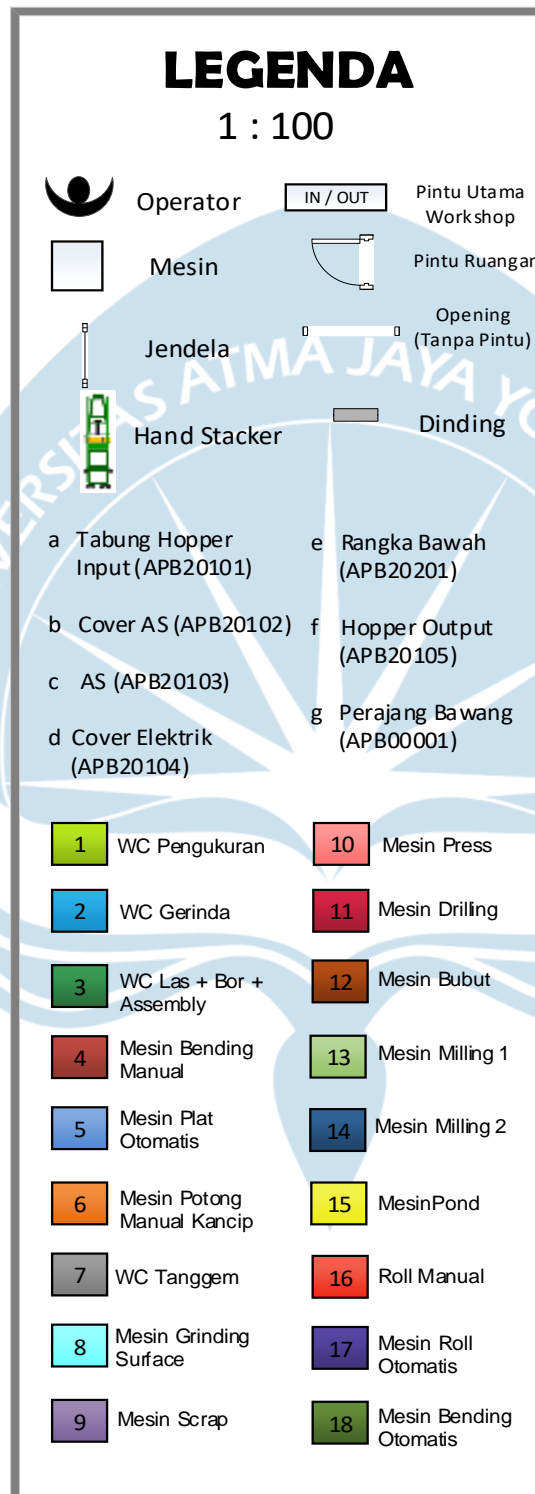 LEGENDA
1 : 100
Operator
IN / OUT
Pintu Utama
Workshop
Mesin
Pintu Ruangan
Jendela
Opening
(Tanpa Pintu)
T
Hand Stacker
Dinding
a Tabung Hopper
Input (APB20101)
b Cover AS (APB20102)
c AS (APB20103)
d Cover Elektrik
(APB20104)
e Rangka Bawah
(APB20201)
f Hopper Output
(APB20105)
g Perajang Bawang
(APB00001)
1 WC Pengukuran
2 WC Gerinda
3 WC Las + Bor +
Assembly
4 Mesin Bending
Manual
5 Mesin Plat
Otomatis
6 Mesin Potong
Manual Kancip
7 WC Tanggem
8 Mesin Grinding
Surface
9 Mesin Scrap
10 Mesin Press
11 Mesin Drilling
12 Mesin Bubut
13 Mesin Milling 1
14 Mesin Milling 2
15 MesinPond
16 Roll Manual
17 Mesin Roll
Otomatis
18 Mesin Bending
Otomatis
VERSITAS ATMA JAYA YO